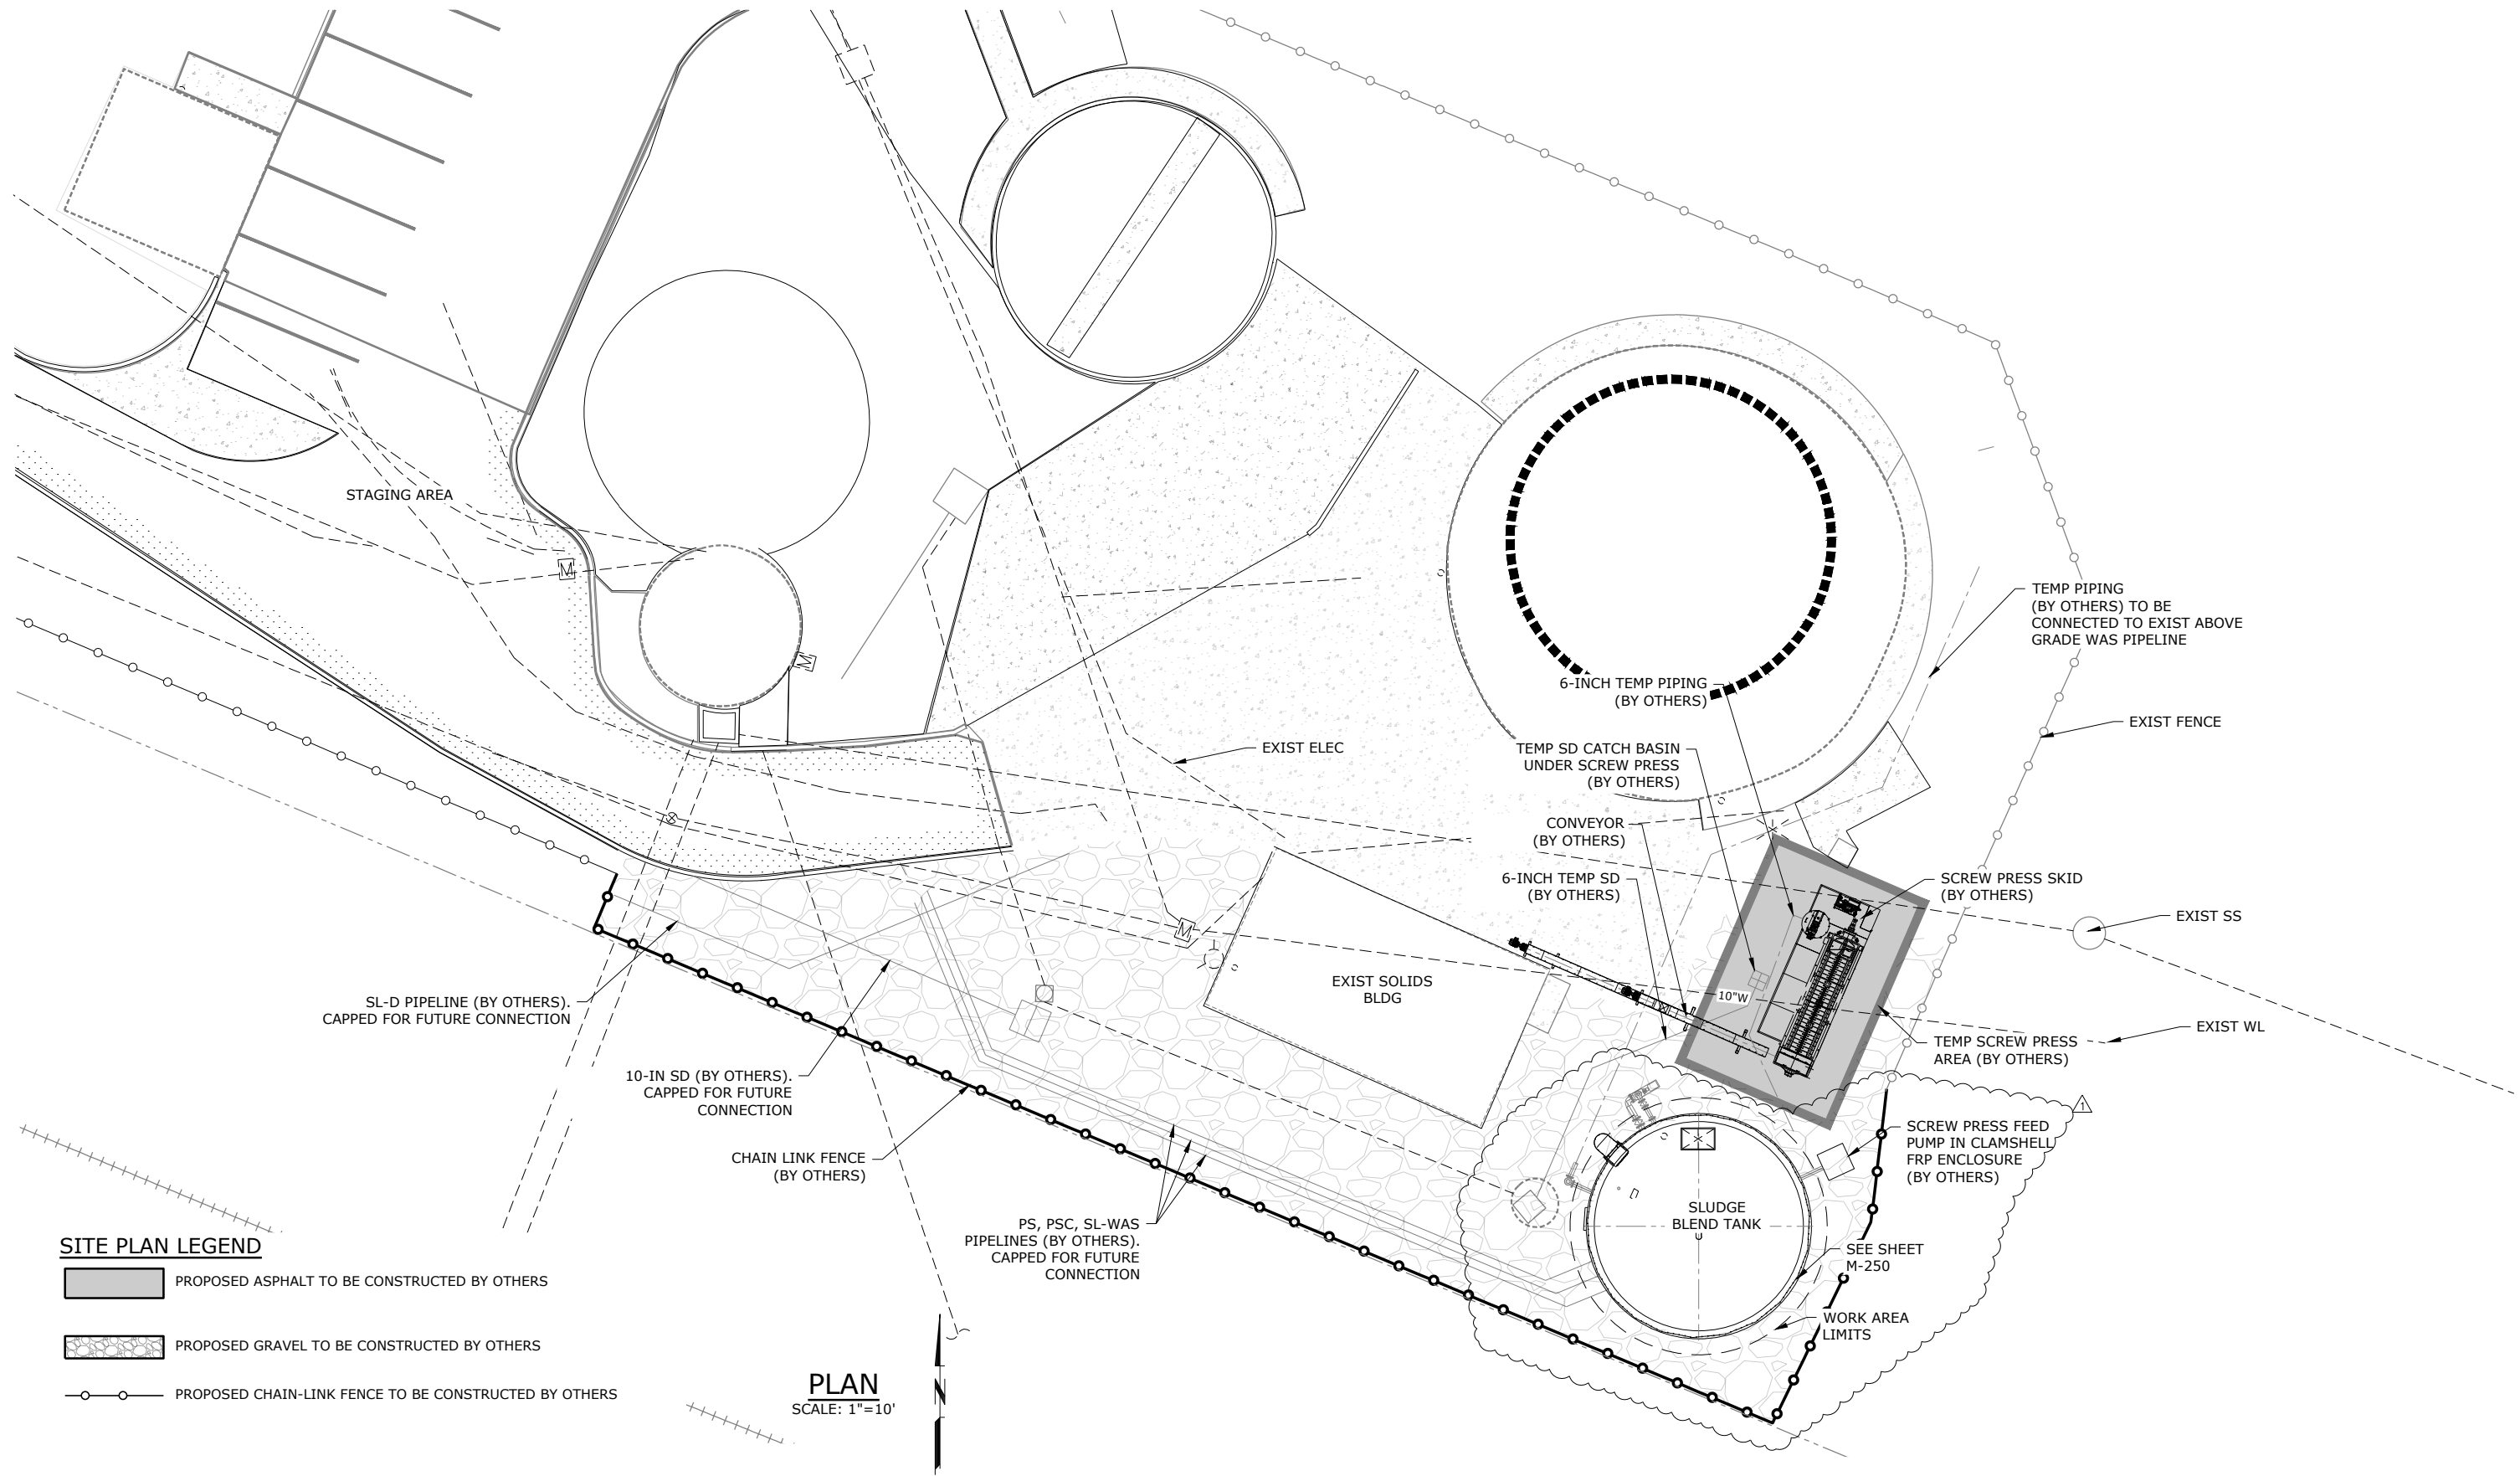 STAGING AREA
M
M
TEMP PIPING
(BY OTHERS) TO BE
CONNECTED TO EXIST ABOVE
GRADE WAS PIPELINE
6-INCH TEMP PIPING
(BY OTHERS)
EXIST FENCE
EXIST ELEC
TEMP SD CATCH BASIN
UNDER SCREW PRESS
(BY OTHERS)
CONVEYOR
(BY OTHERS)
6-INCH TEMP SD
(BY OTHERS)
SCREW PRESS SKID
(BY OTHERS)
EXIST SS
M
EXIST SOLIDS
BLDG
10"W
SL-D PIPELINE (BY OTHERS).
CAPPED FOR FUTURE CONNECTION
EXIST WL
TEMP SCREW PRESS
AREA (BY OTHERS)
10-IN SD (BY OTHERS).
CAPPED FOR FUTURE
CONNECTION
1
SCREW PRESS FEED
PUMP IN CLAMSHELL
FRP ENCLOSURE
(BY OTHERS)
CHAIN LINK FENCE
(BY OTHERS)
SLUDGE
BLEND TANK
PS, PSC, SL-WAS
PIPELINES (BY OTHERS).
CAPPED FOR FUTURE
CONNECTION
SEE SHEET
M-250
WORK AREA
LIMITS
SITE PLAN LEGEND
PROPOSED ASPHALT TO BE CONSTRUCTED BY OTHERS
PROPOSED GRAVEL TO BE CONSTRUCTED BY OTHERS
PROPOSED CHAIN-LINK FENCE TO BE CONSTRUCTED BY OTHERS
PLAN
SCALE: 1"=10'
N